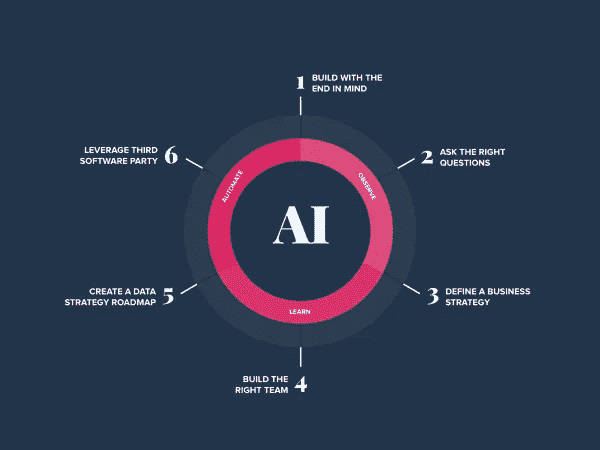 1 BUILD WITH THE
END IN MIND
2 ASK THE RIGHT
QUESTIONS
3 DEFINE A BUSINESS
STRATEGY
4 BUILD THE
RIGHT TEAM
5 CREATE A DATA
STRATEGY ROADMAP
6 LEVERAGE THIRD
SOFTWARE PARTY
AUTOMATE
OBSERVE
LEARN
AI